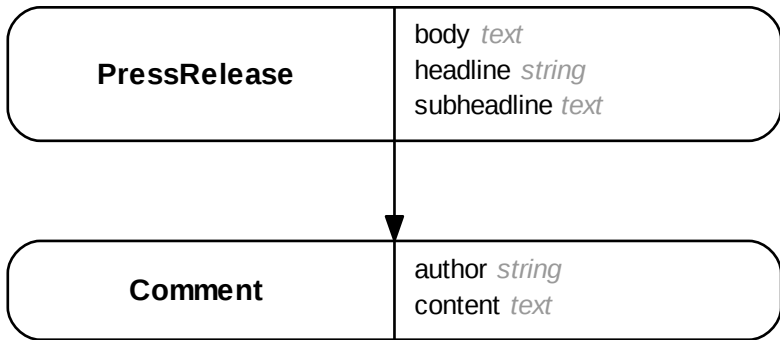 PressRelease
body text
headline string
subheadline text
Comment
author string
content text